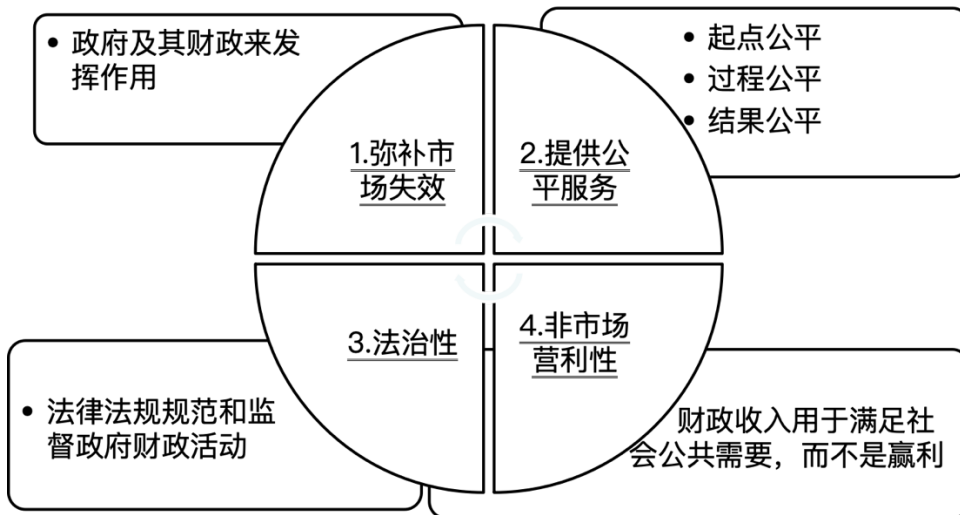 • 政府及其财政来发
挥作用
• 起点公平
• 过程公平
• 结果公平
1.弥补市
场失效
2.提供公
平服务
3.法治性
4.非市场
营利性
• 法律法规规范和监
督政府财政活动
财政收入用于满足社
会公共需要，而不是赢利